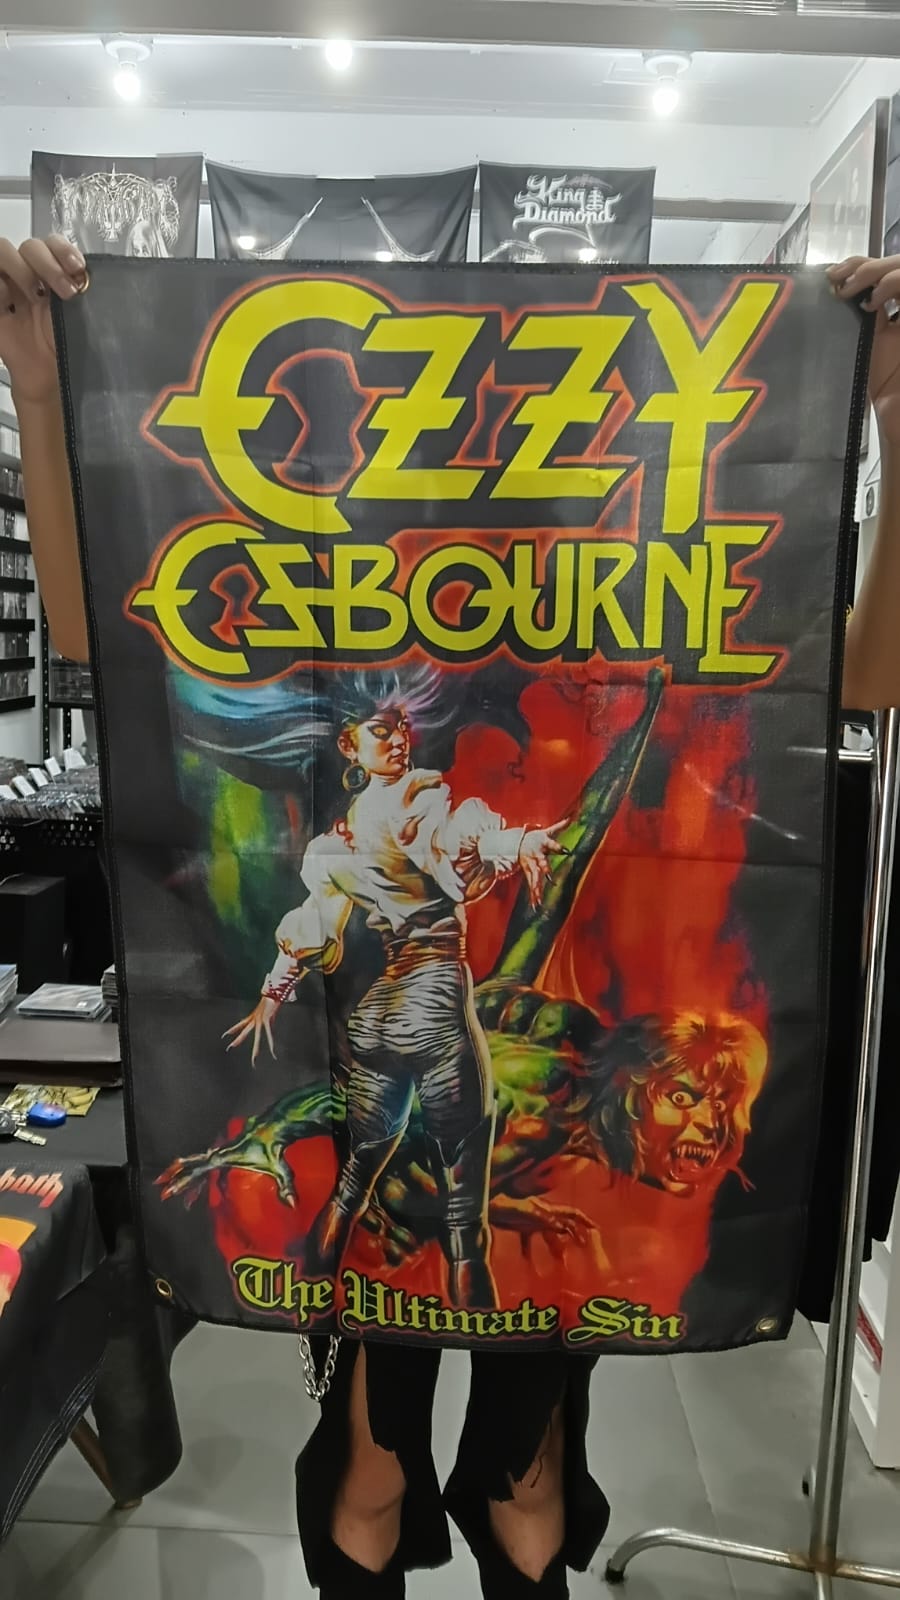 King
Diamond
OZZY
OSBOURNE
The Ultimate Sin